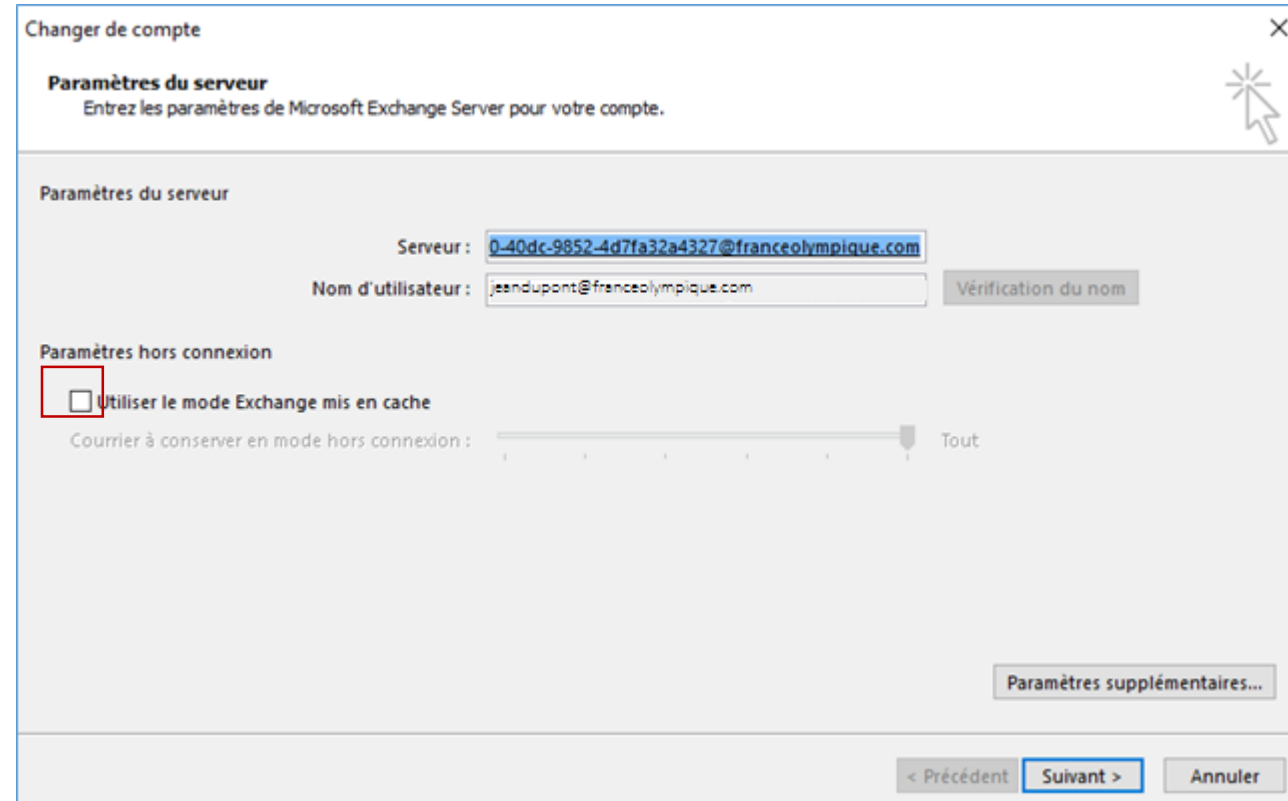 Changer de compte
Paramètres du serveur
Entrez les paramètres de Microsoft Exchange Server pour votre compte.
Paramètres du serveur
Serveur : 0-40dc-9852-4d7fa32a4327@franceolympique.com
Nom d'utilisateur : jeandupont@franceolympique.com Vérification du nom
Paramètres hors connexion
Utiliser le mode Exchange mis en cache
Courrier à conserver en mode hors connexion : Tout
Paramètres supplémentaires...
< Précédent Suivant > Annuler